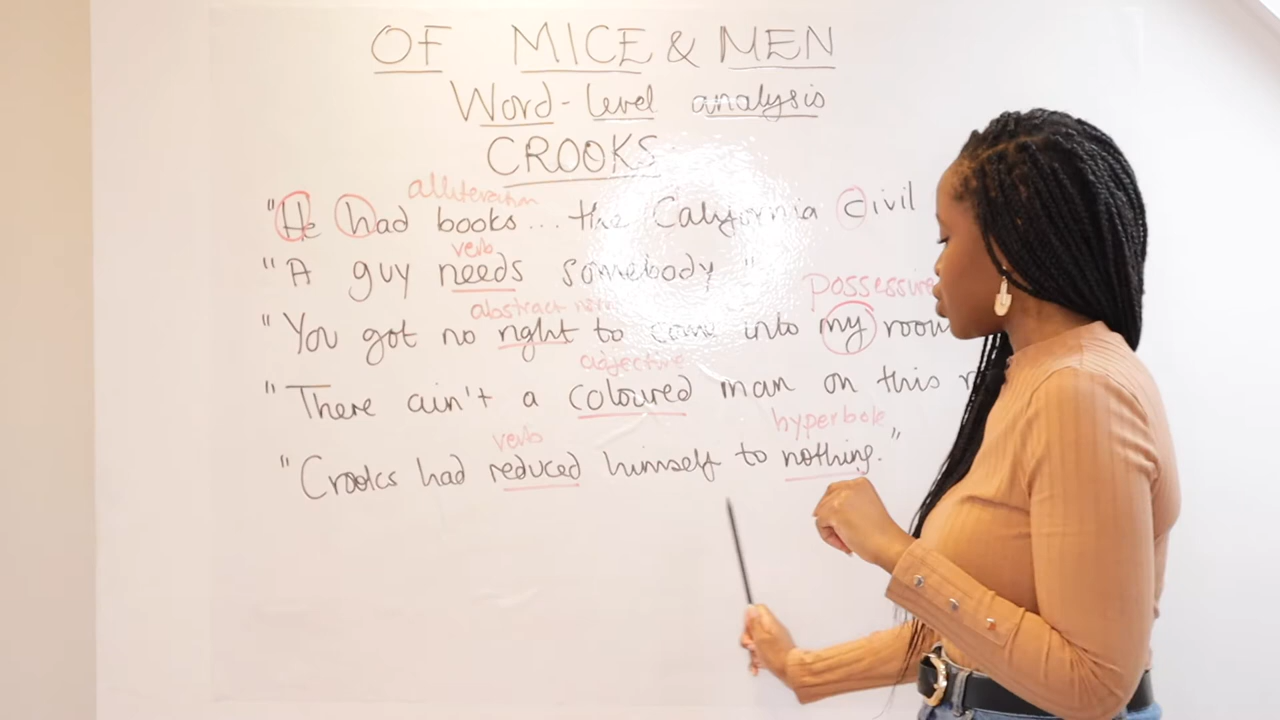 OF MICE & MEN
Word-level analysis
CROOKS
alliteration
"He had books... the California civil
verb
"A guy needs somebody"
possessive
abstract
"You got no right to come into my room
adjective
"There ain't a coloured man on this
verb
hyperbole
"Crooks had reduced himself to nothing."